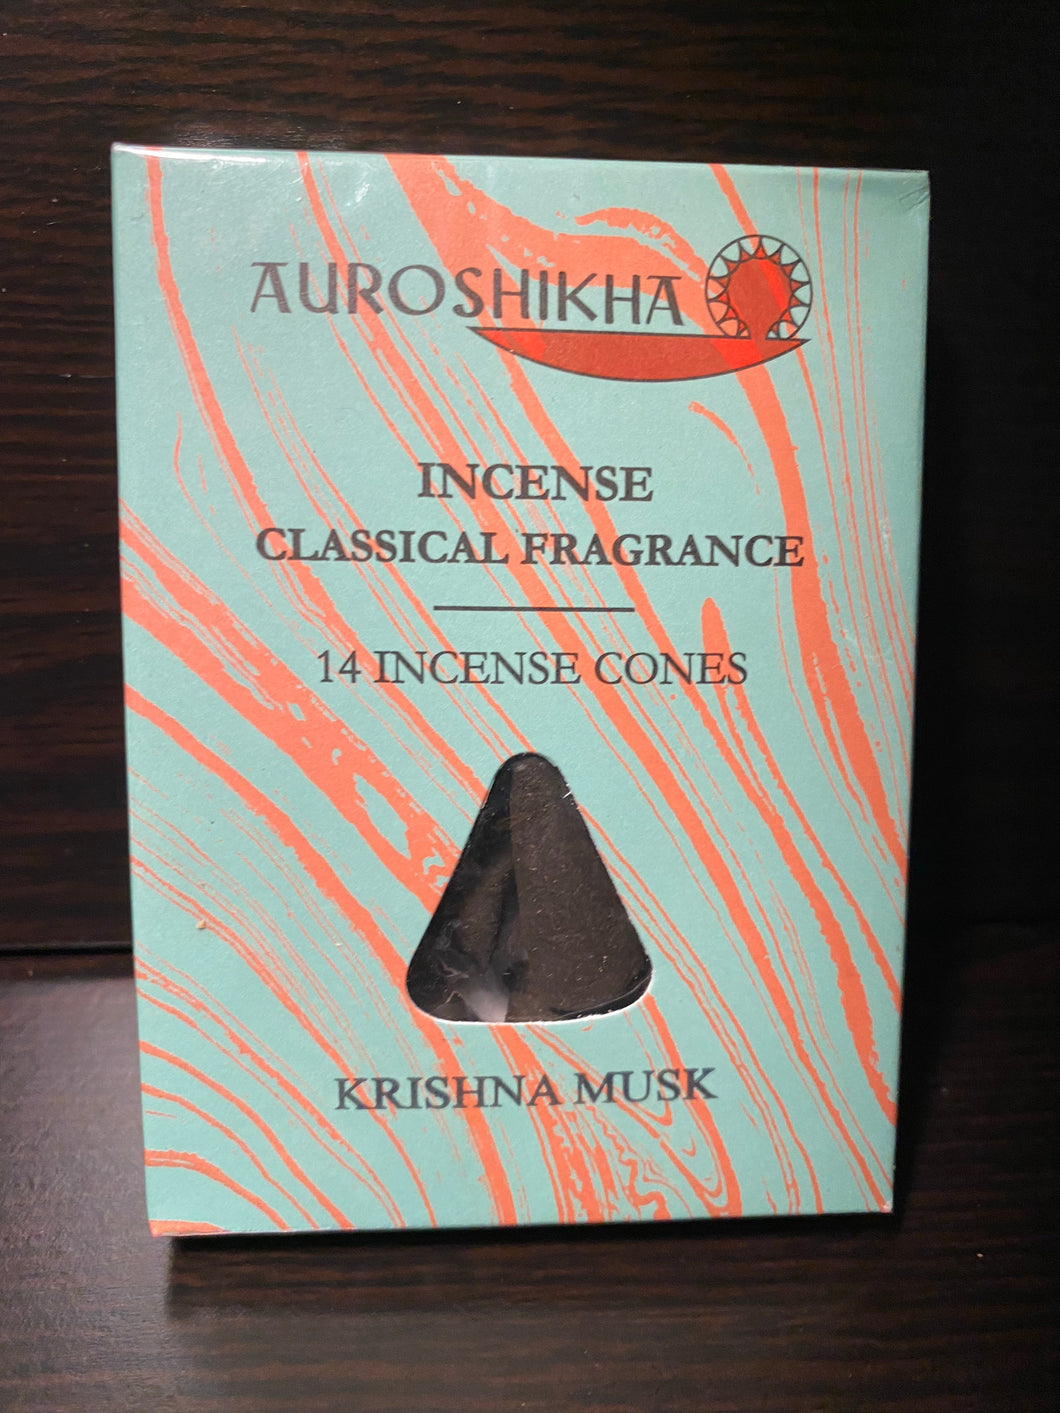 AUROSHIKHA
INCENSE
CLASSICAL FRAGRANCE
14 INCENSE CONES
KRISHNA MUSK